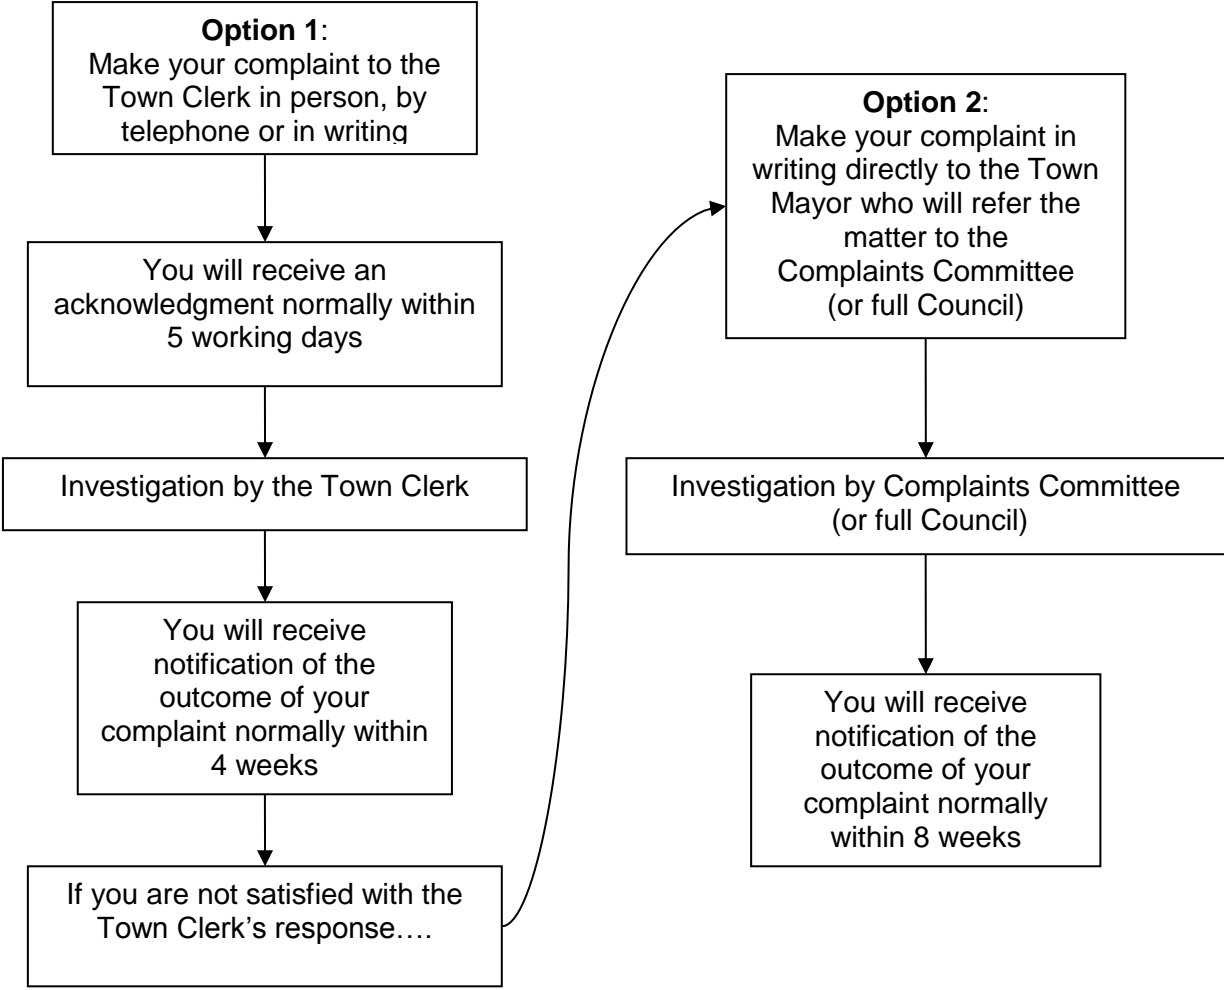 Option 1:
Make your complaint to the
Town Clerk in person, by
telephone or in writing
You will receive an
acknowledgment normally within
5 working days
Investigation by the Town Clerk
You will receive
notification of the
outcome of your
complaint normally within
4 weeks
If you are not satisfied with the
Town Clerk’s response….
Option 2:
Make your complaint in
writing directly to the Town
Mayor who will refer the
matter to the
Complaints Committee
(or full Council)
Investigation by Complaints Committee
(or full Council)
You will receive
notification of the
outcome of your
complaint normally
within 8 weeks